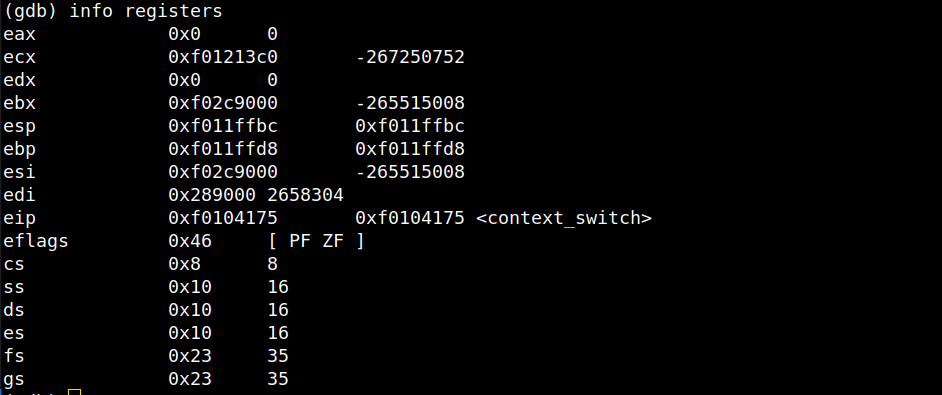 (gdb) info registers
eax 0x0 0
ecx 0xf01213c0 -267250752
edx 0x0 0
ebx 0xf02c9000 -265515008
esp 0xf011ffbc 0xf011ffbc
ebp 0xf011ffd8 0xf011ffd8
esi 0xf02c9000 -265515008
edi 0x289000 2658304
eip 0xf0104175 0xf0104175 <context_switch>
eflags 0x46 [ PF ZF ]
cs 0x8 8
ss 0x10 16
ds 0x10 16
es 0x10 16
fs 0x23 35
gs 0x23 35